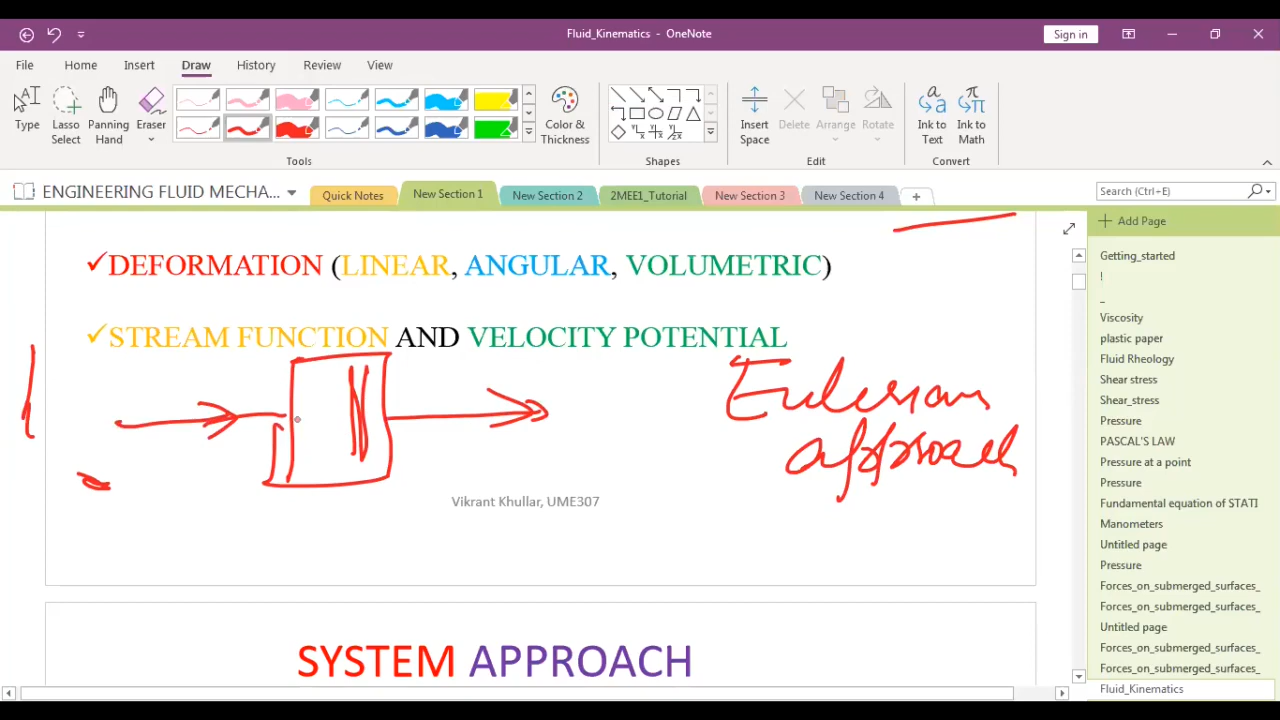 Fluid_Kinematics - OneNote
Sign in
File Home Insert Draw History Review View
Type
Lasso Select
Panning Hand
Eraser
Color & Thickness
Insert Space
Delete
Arrange
Rotate
Ink to Text
Ink to Math
Tools
Shapes
Edit
Convert
ENGINEERING FLUID MECHA...
Quick Notes
New Section 1
New Section 2
2MEE1_Tutorial
New Section 3
New Section 4
Search (Ctrl+E)
✓DEFORMATION (LINEAR, ANGULAR, VOLUMETRIC)
✓STREAM FUNCTION AND VELOCITY POTENTIAL
Eulerian
approach
Vikrant Khullar, UME307
SYSTEM APPROACH
Add Page
Getting_started
!
_
Viscosity
plastic paper
Fluid Rheology
Shear stress
Shear_stress
Pressure
PASCAL'S LAW
Pressure at a point
Pressure
Fundamental equation of STATI
Manometers
Untitled page
Pressure
Forces_on_submerged_surfaces_
Forces_on_submerged_surfaces_
Untitled page
Forces_on_submerged_surfaces_
Forces_on_submerged_surfaces_
Fluid_Kinematics